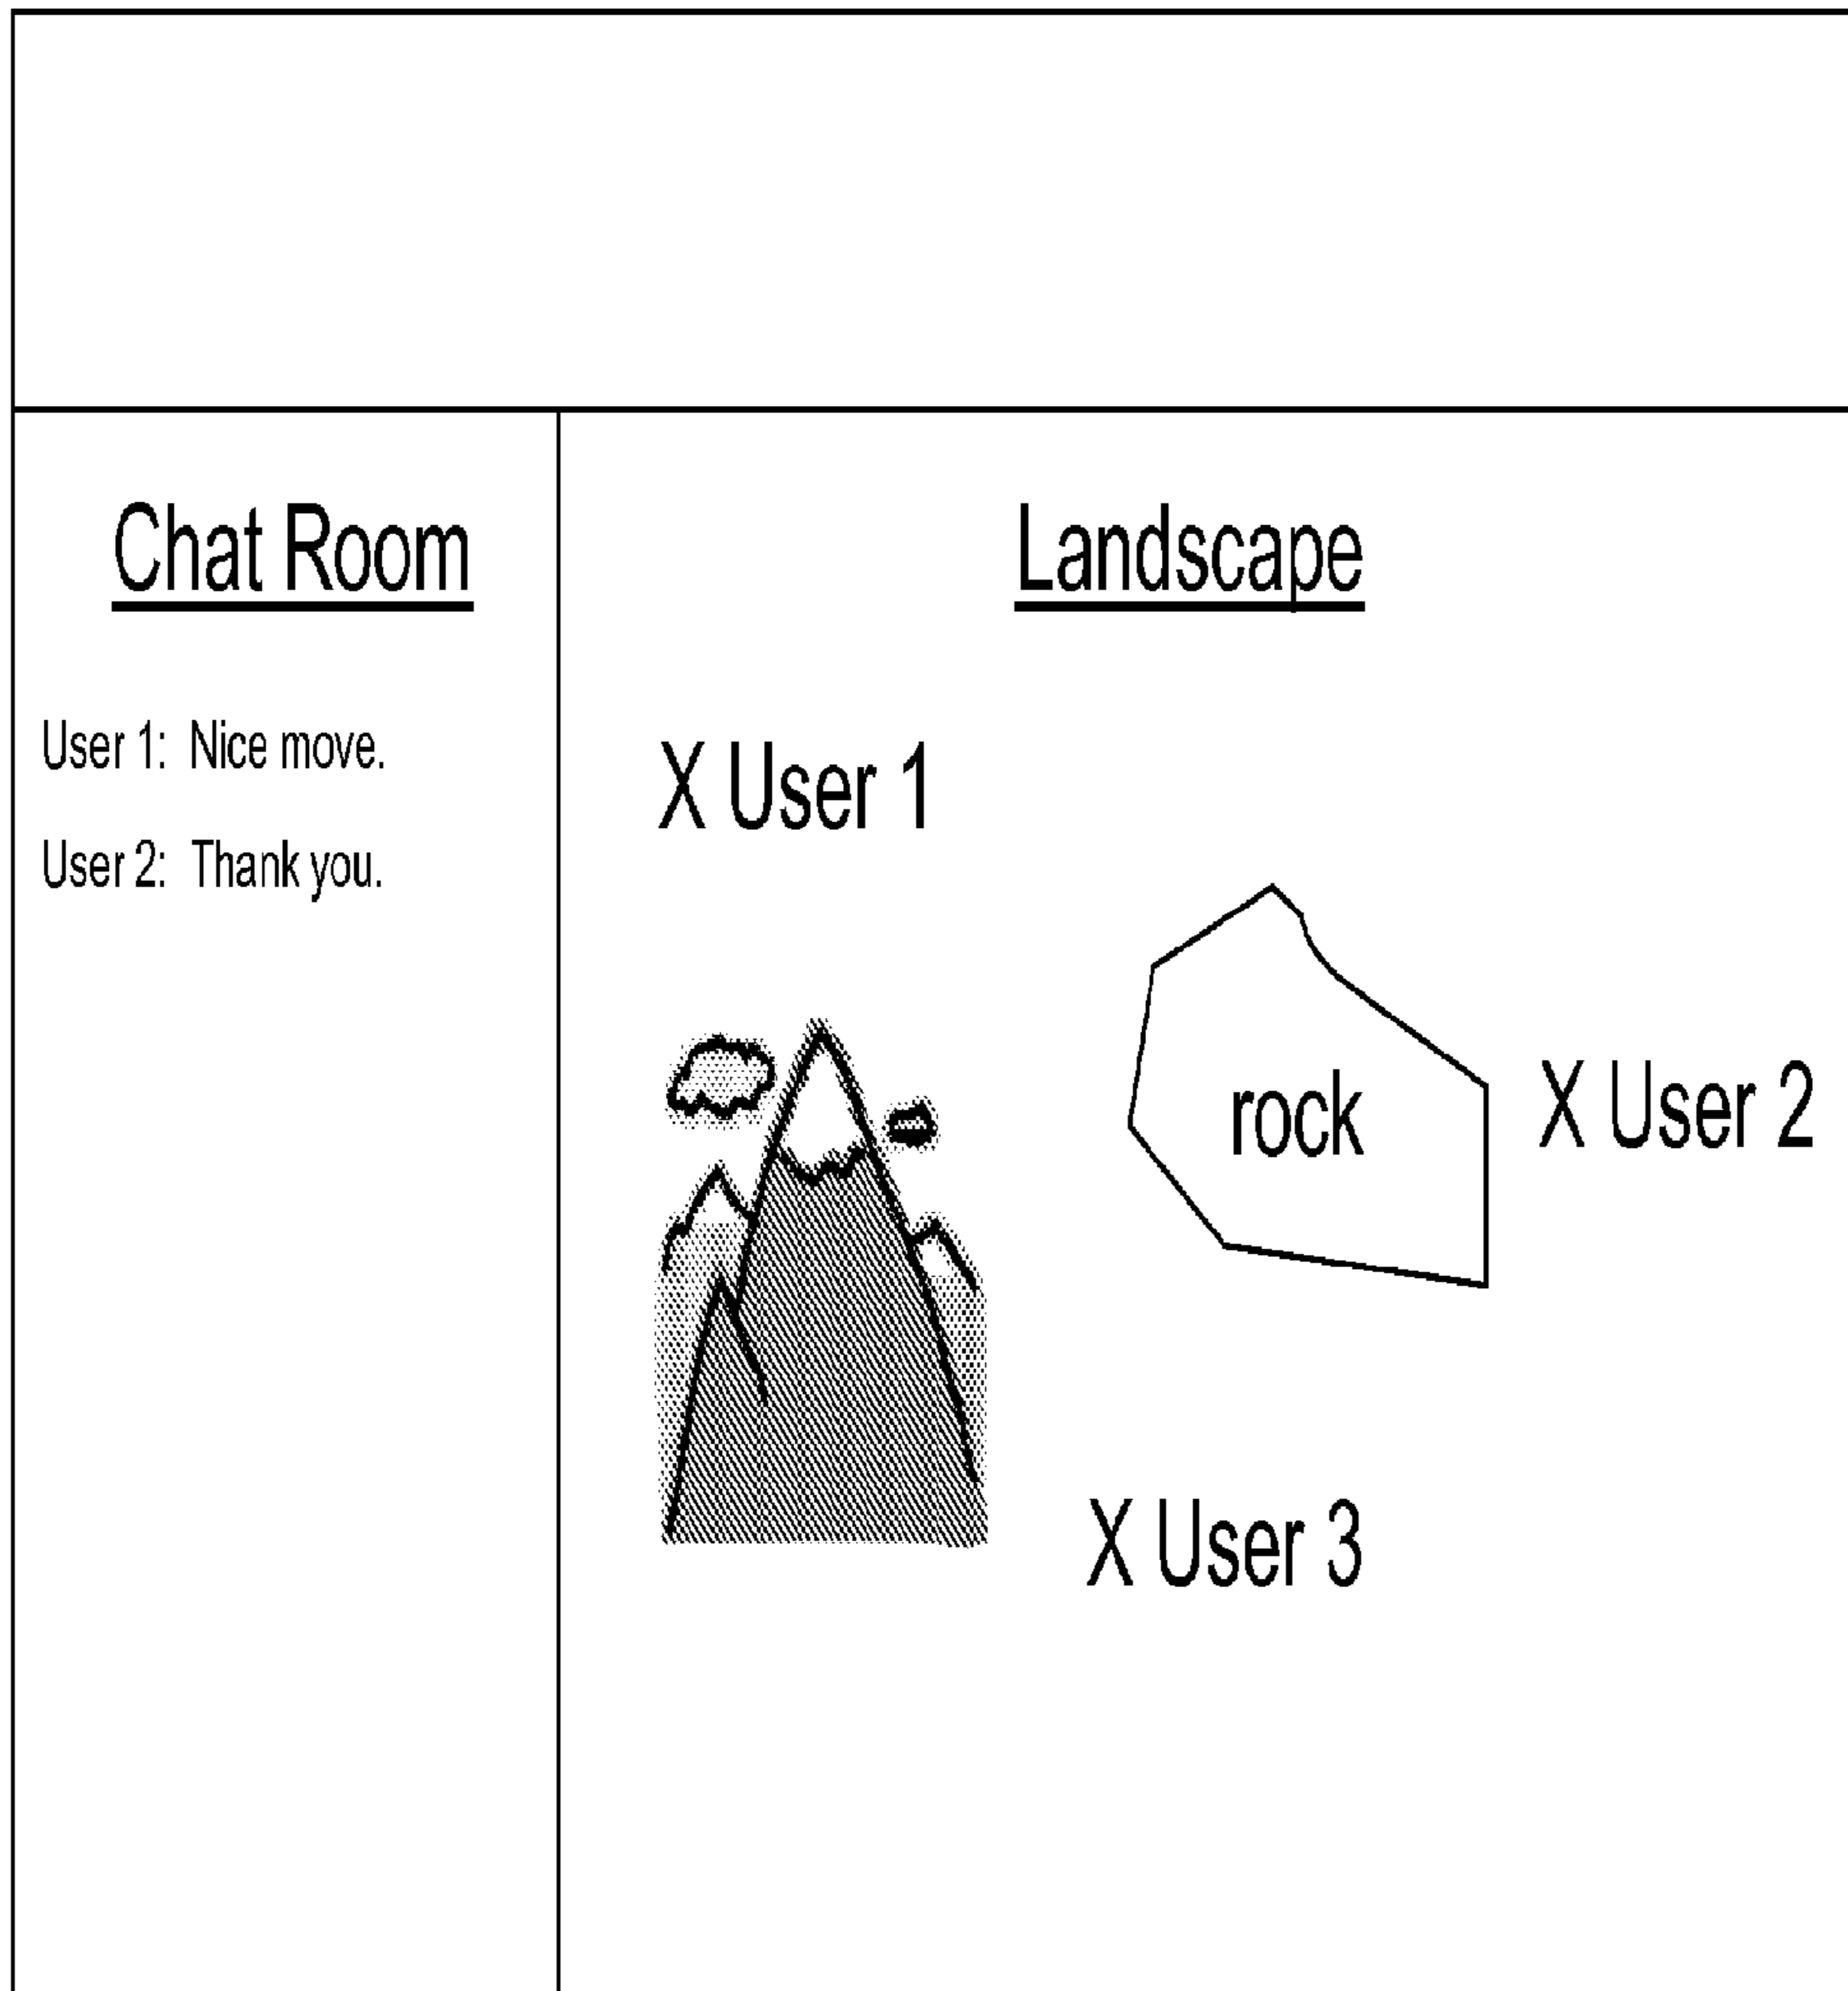 Chat Room
User 1: Nice move.
User 2: Thank you.
Landscape
X User 1
rock
X User 2
X User 3